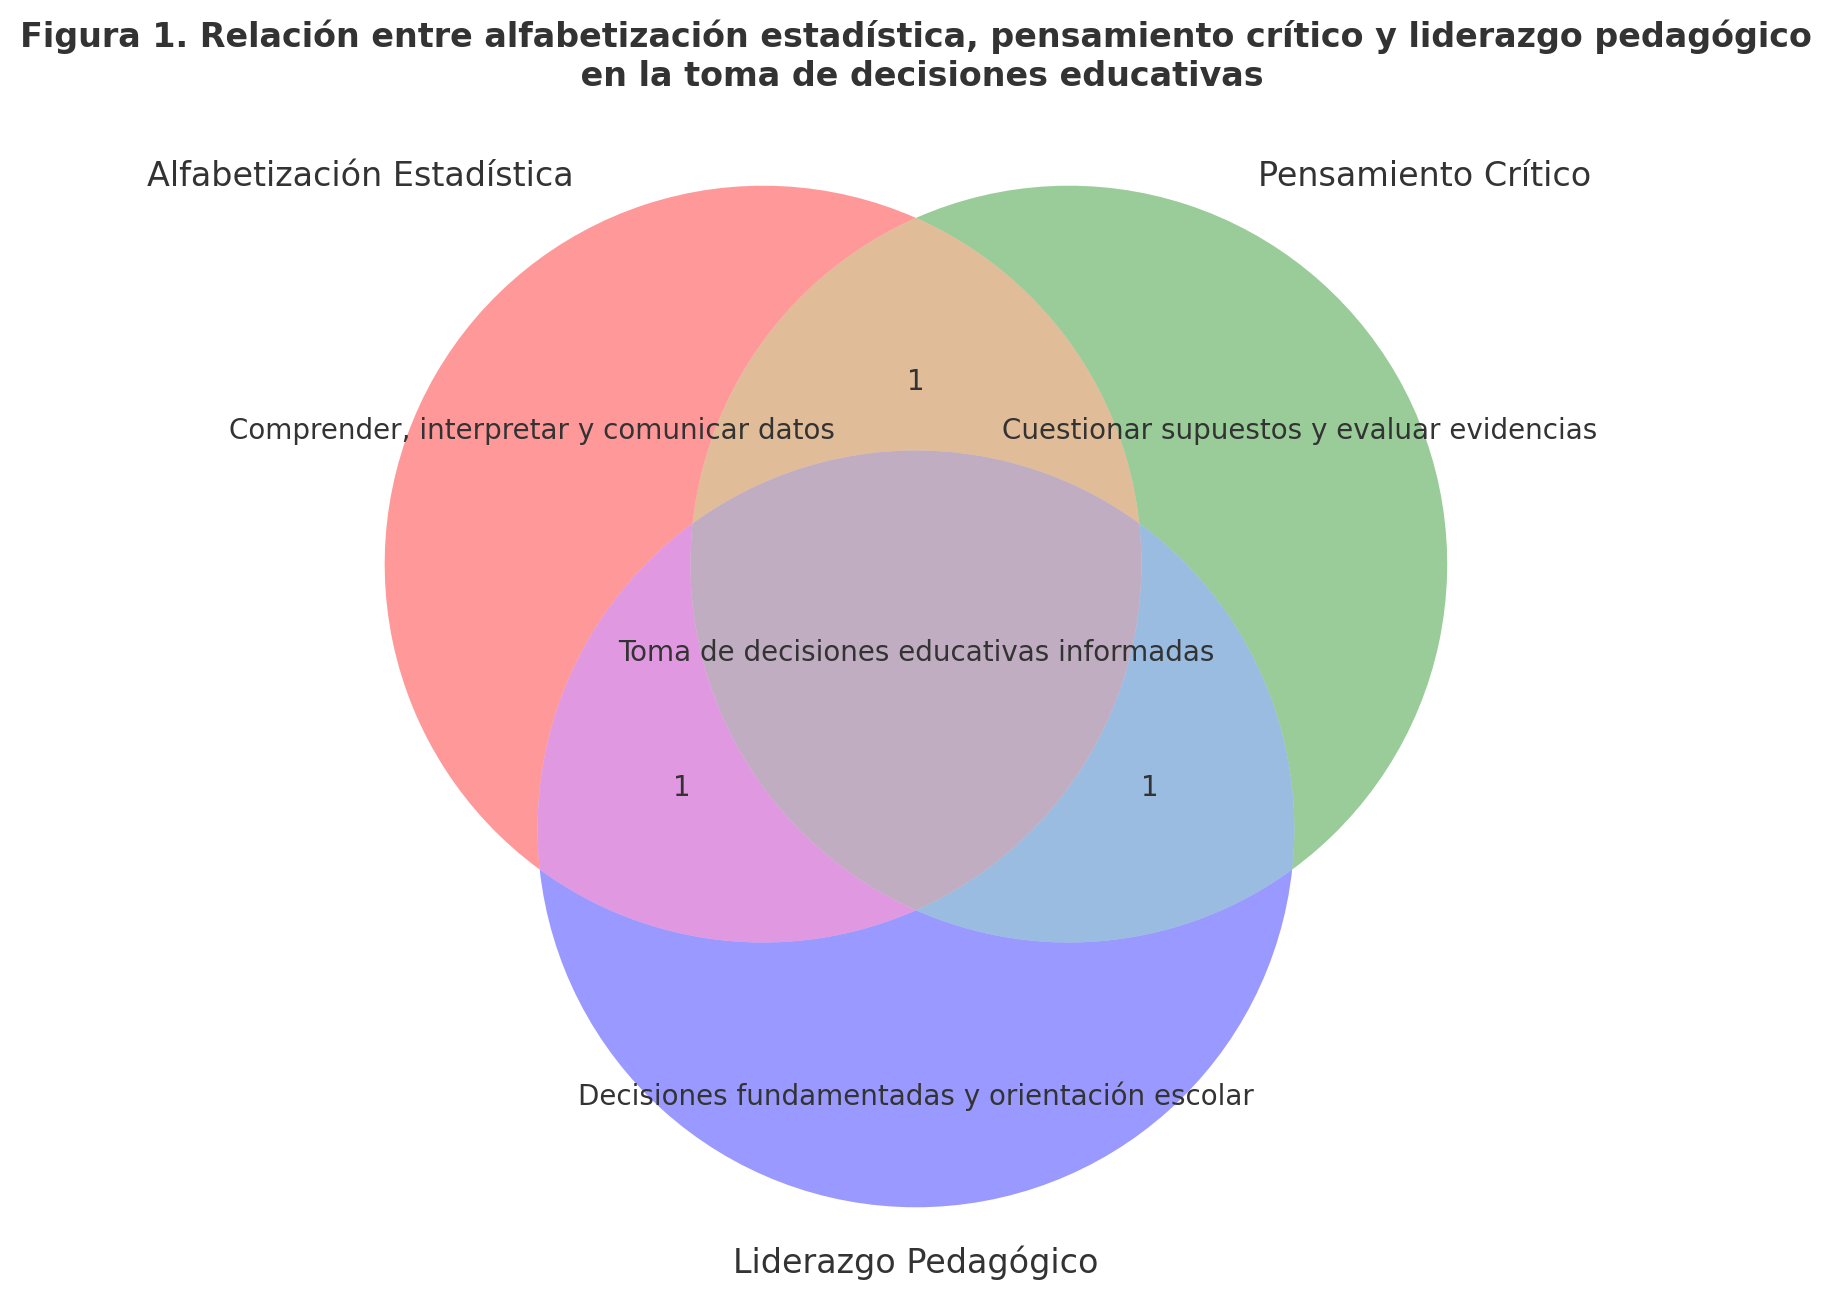 Figura 1. Relación entre alfabetización estadística, pensamiento crítico y liderazgo pedagógico
en la toma de decisiones educativas
Alfabetización Estadística
Pensamiento Crítico
1
Comprender, interpretar y comunicar datos
Cuestionar supuestos y evaluar evidencias
Toma de decisiones educativas informadas
1
1
Decisiones fundamentadas y orientación escolar
Liderazgo Pedagógico